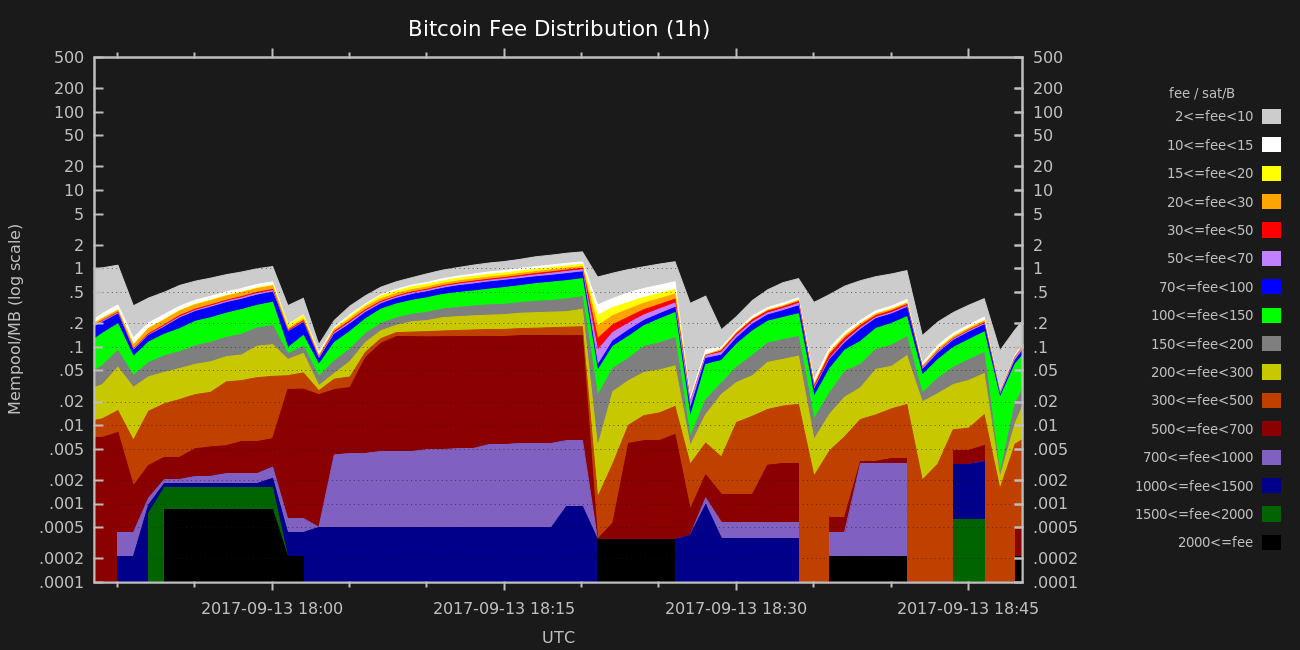 Bitcoin Fee Distribution (1h)
Mempool/MB (log scale)
500
200
100
50
20
10
5
2
1
.5
.2
.1
.05
.02
.01
.005
.002
.001
.0005
.0002
.0001
500
200
100
50
20
10
5
2
1
.5
.2
.1
.05
.02
.01
.005
.002
.001
.0005
.0002
.0001
2017-09-13 18:00
2017-09-13 18:15
2017-09-13 18:30
2017-09-13 18:45
UTC
fee / sat/B
2<=fee<10
10<=fee<15
15<=fee<20
20<=fee<30
30<=fee<50
50<=fee<70
70<=fee<100
100<=fee<150
150<=fee<200
200<=fee<300
300<=fee<500
500<=fee<700
700<=fee<1000
1000<=fee<1500
1500<=fee<2000
2000<=fee